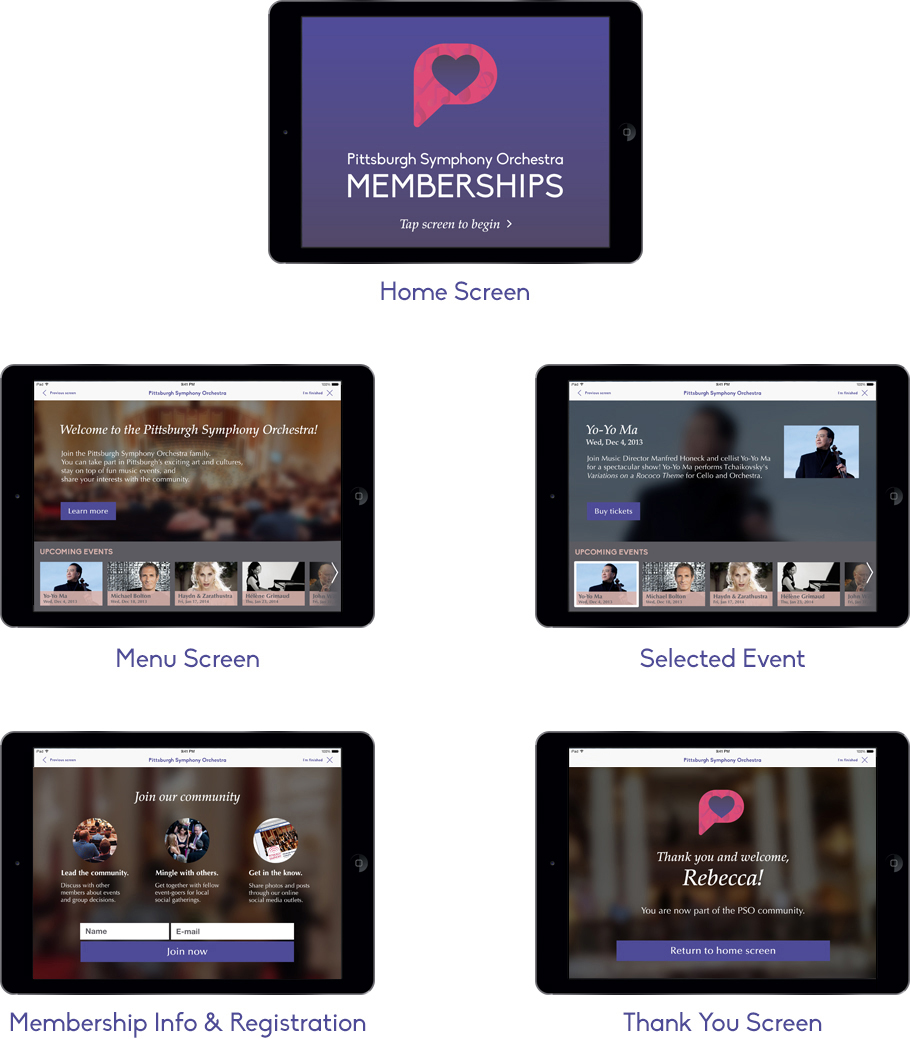 Pittsburgh Symphony Orchestra
MEMBERSHIPS
Tap screen to begin >
Home Screen
iPad 9:41 PM 100%
Previous screen Pittsburgh Symphony Orchestra I'm finished
Welcome to the Pittsburgh Symphony Orchestra!
Join the Pittsburgh Symphony Orchestra family.
You can take part in Pittsburgh's exciting art and cultures,
stay on top of fun music events, and
share your interests with the community.
Learn more
UPCOMING EVENTS
Yo-Yo Ma Michael Bolton Haydn & Zarathustra Hélène Grimaud John
Wed, Dec 4, 2013 Wed, Dec 18, 2013 Fri, Jan 17, 2014 Thu, Jan 23, 2014 Fri,
Menu Screen
iPad 9:41 PM 100%
Previous screen Pittsburgh Symphony Orchestra I'm finished
Yo-Yo Ma
Wed, Dec 4, 2013
Join Music Director Manfred Honeck and cellist Yo-Yo Ma
for a spectacular show! Yo-Yo Ma performs Tchaikovsky's
Variations on a Rococo Theme for Cello and Orchestra.
Buy tickets
UPCOMING EVENTS
Yo-Yo Ma Michael Bolton Haydn & Zarathustra Hélène Grimaud John
Wed, Dec 4, 2013 Wed, Dec 18, 2013 Fri, Jan 17, 2014 Thu, Jan 23, 2014 Fri,
Selected Event
iPad 9:41 PM 100%
Previous screen Pittsburgh Symphony Orchestra I'm finished
Join our community
Lead the community.
Discuss with other
members about events
and group decisions.
Mingle with others.
Get together with fellow
event-goers for local
social gatherings.
Get in the know.
Share photos and posts
through our online
social media outlets.
Name E-mail
Join now
Membership Info & Registration
iPad 9:41 PM 100%
Pittsburgh Symphony Orchestra I'm finished
Thank you and welcome,
Rebecca!
You are now part of the PSO community.
Return to home screen
Thank You Screen